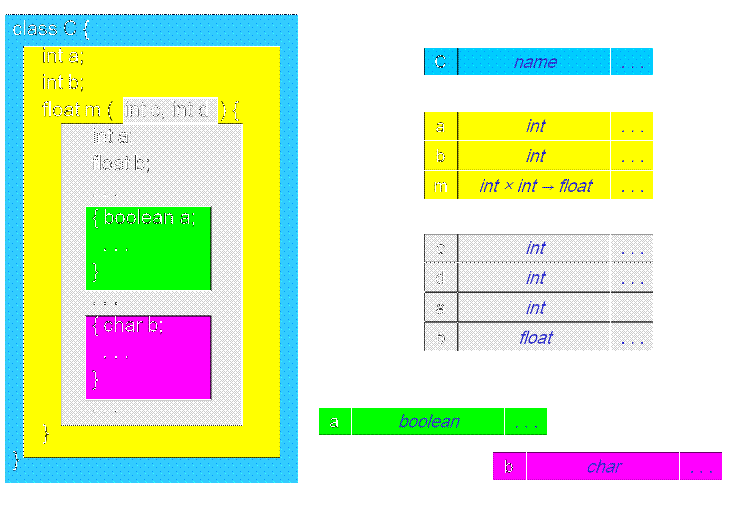 class C {
int a;
int b;
float m ( int c, int d ) {
int a;
float b;
. . .
{ boolean a;
. . .
}
. . .
{ char b;
. . .
}
. . .
}
}
C name . . .
a int . . .
b int . . .
m int × int → float . . .
c int . . .
d int . . .
a int . . .
b float . . .
a boolean . . .
b char . . .